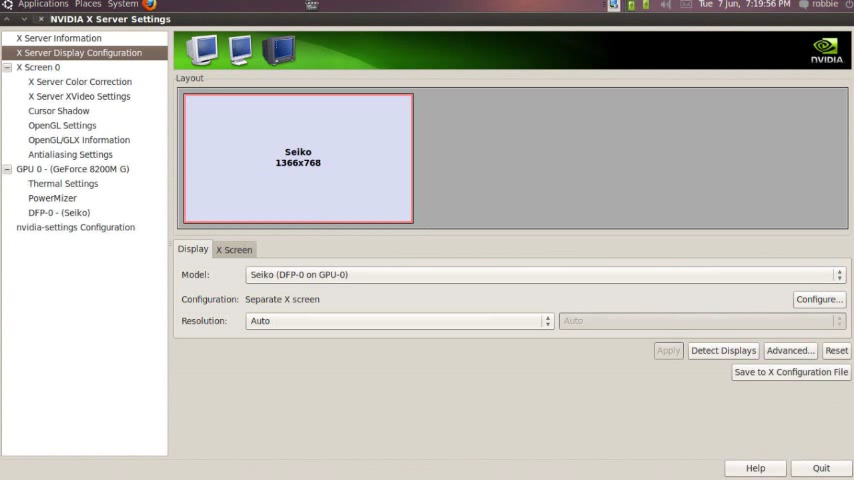 Applications Places System
Tue 7 Jun, 7:19:56 PM robbie
NVIDIA X Server Settings
X Server Information
X Server Display Configuration
X Screen 0
X Server Color Correction
X Server XVideo Settings
Cursor Shadow
OpenGL Settings
OpenGL/GLX Information
Antialiasing Settings
GPU 0 - (GeForce 8200M G)
Thermal Settings
PowerMizer
DFP-0 - (Seiko)
nvidia-settings Configuration
NVIDIA
Layout
Seiko
1366x768
Display X Screen
Model: Seiko (DFP-0 on GPU-0)
Configuration: Separate X screen Configure...
Resolution: Auto Auto
Apply Detect Displays Advanced... Reset
Save to X Configuration File
Help Quit